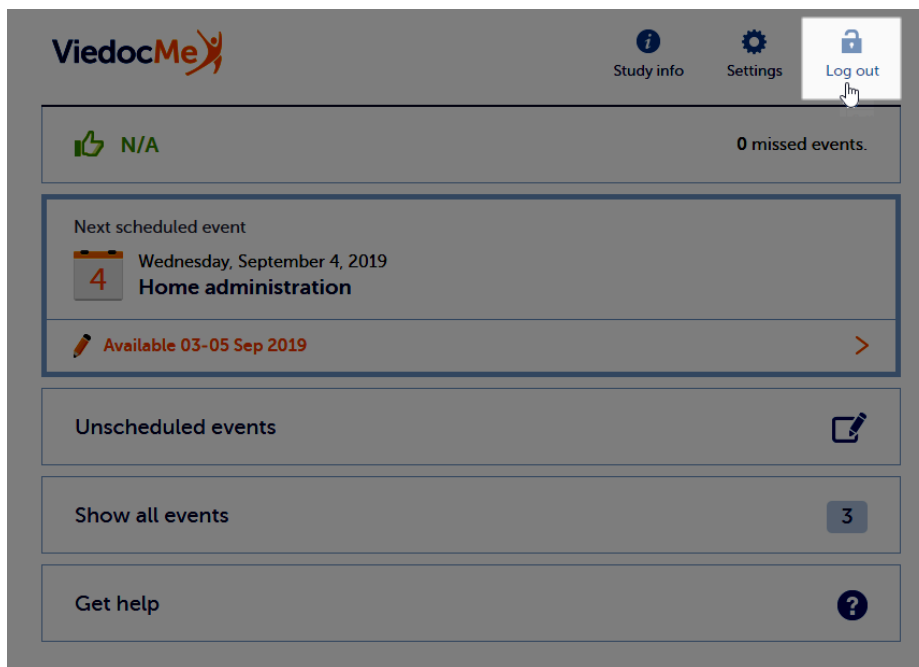 ViedocMe
i
Study info
Settings
Log out
N/A
0 missed events.
Next scheduled event
4
Wednesday, September 4, 2019
Home administration
Available 03-05 Sep 2019
Unscheduled events
Show all events
3
Get help
?